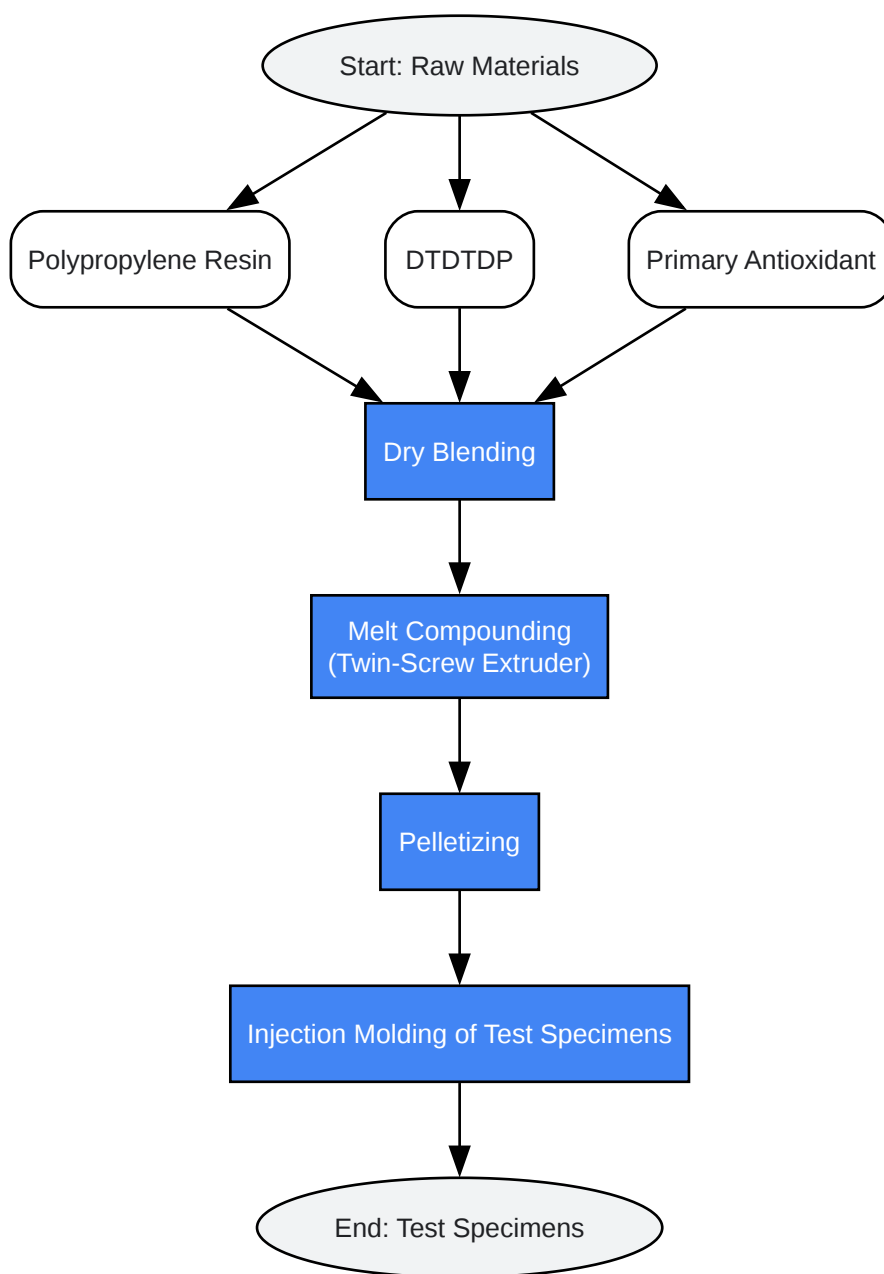 Start: Raw Materials
Polypropylene Resin
DTDTDP
Primary Antioxidant
Dry Blending
Melt Compounding
(Twin-Screw Extruder)
Pelletizing
Injection Molding of Test Specimens
End: Test Specimens